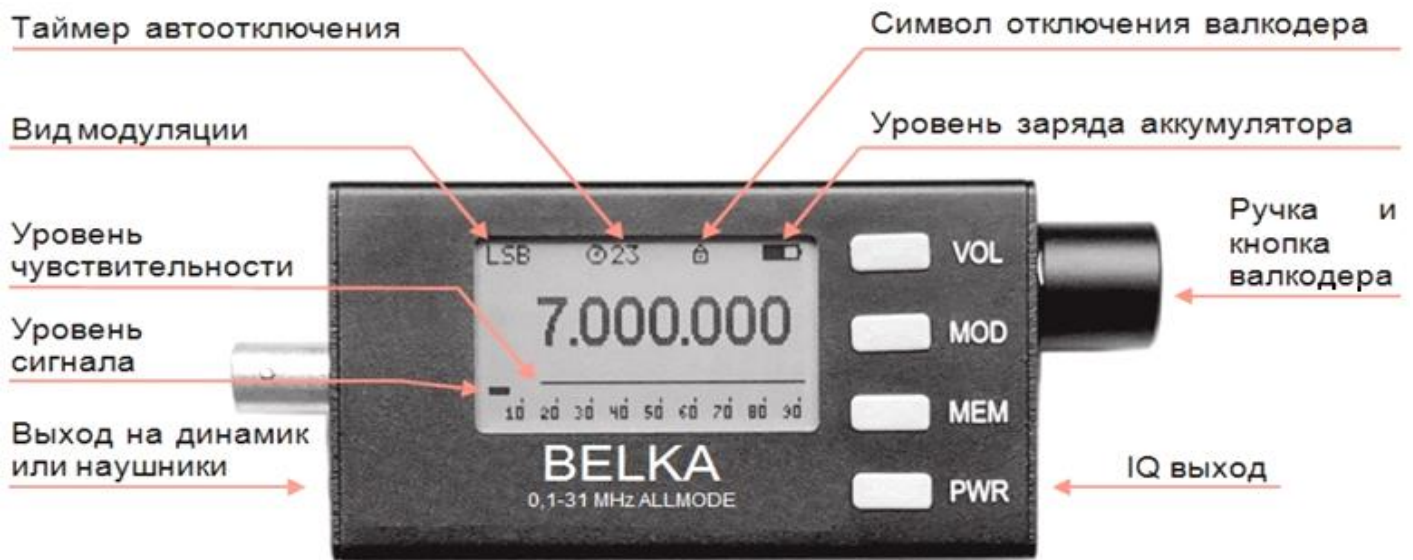 Таймер автоотключения
Символ отключения валкодера
Вид модуляции
Уровень заряда аккумулятора
Уровень
чувствительности
Ручка и
кнопка
валкодера
Уровень
сигнала
Выход на динамик
или наушники
IQ выход
LSB 23
7.000.000
10 20 30 40 50 60 70 80 90
BELKA
0,1-31 MHz ALLMODE
VOL
MOD
MEM
PWR